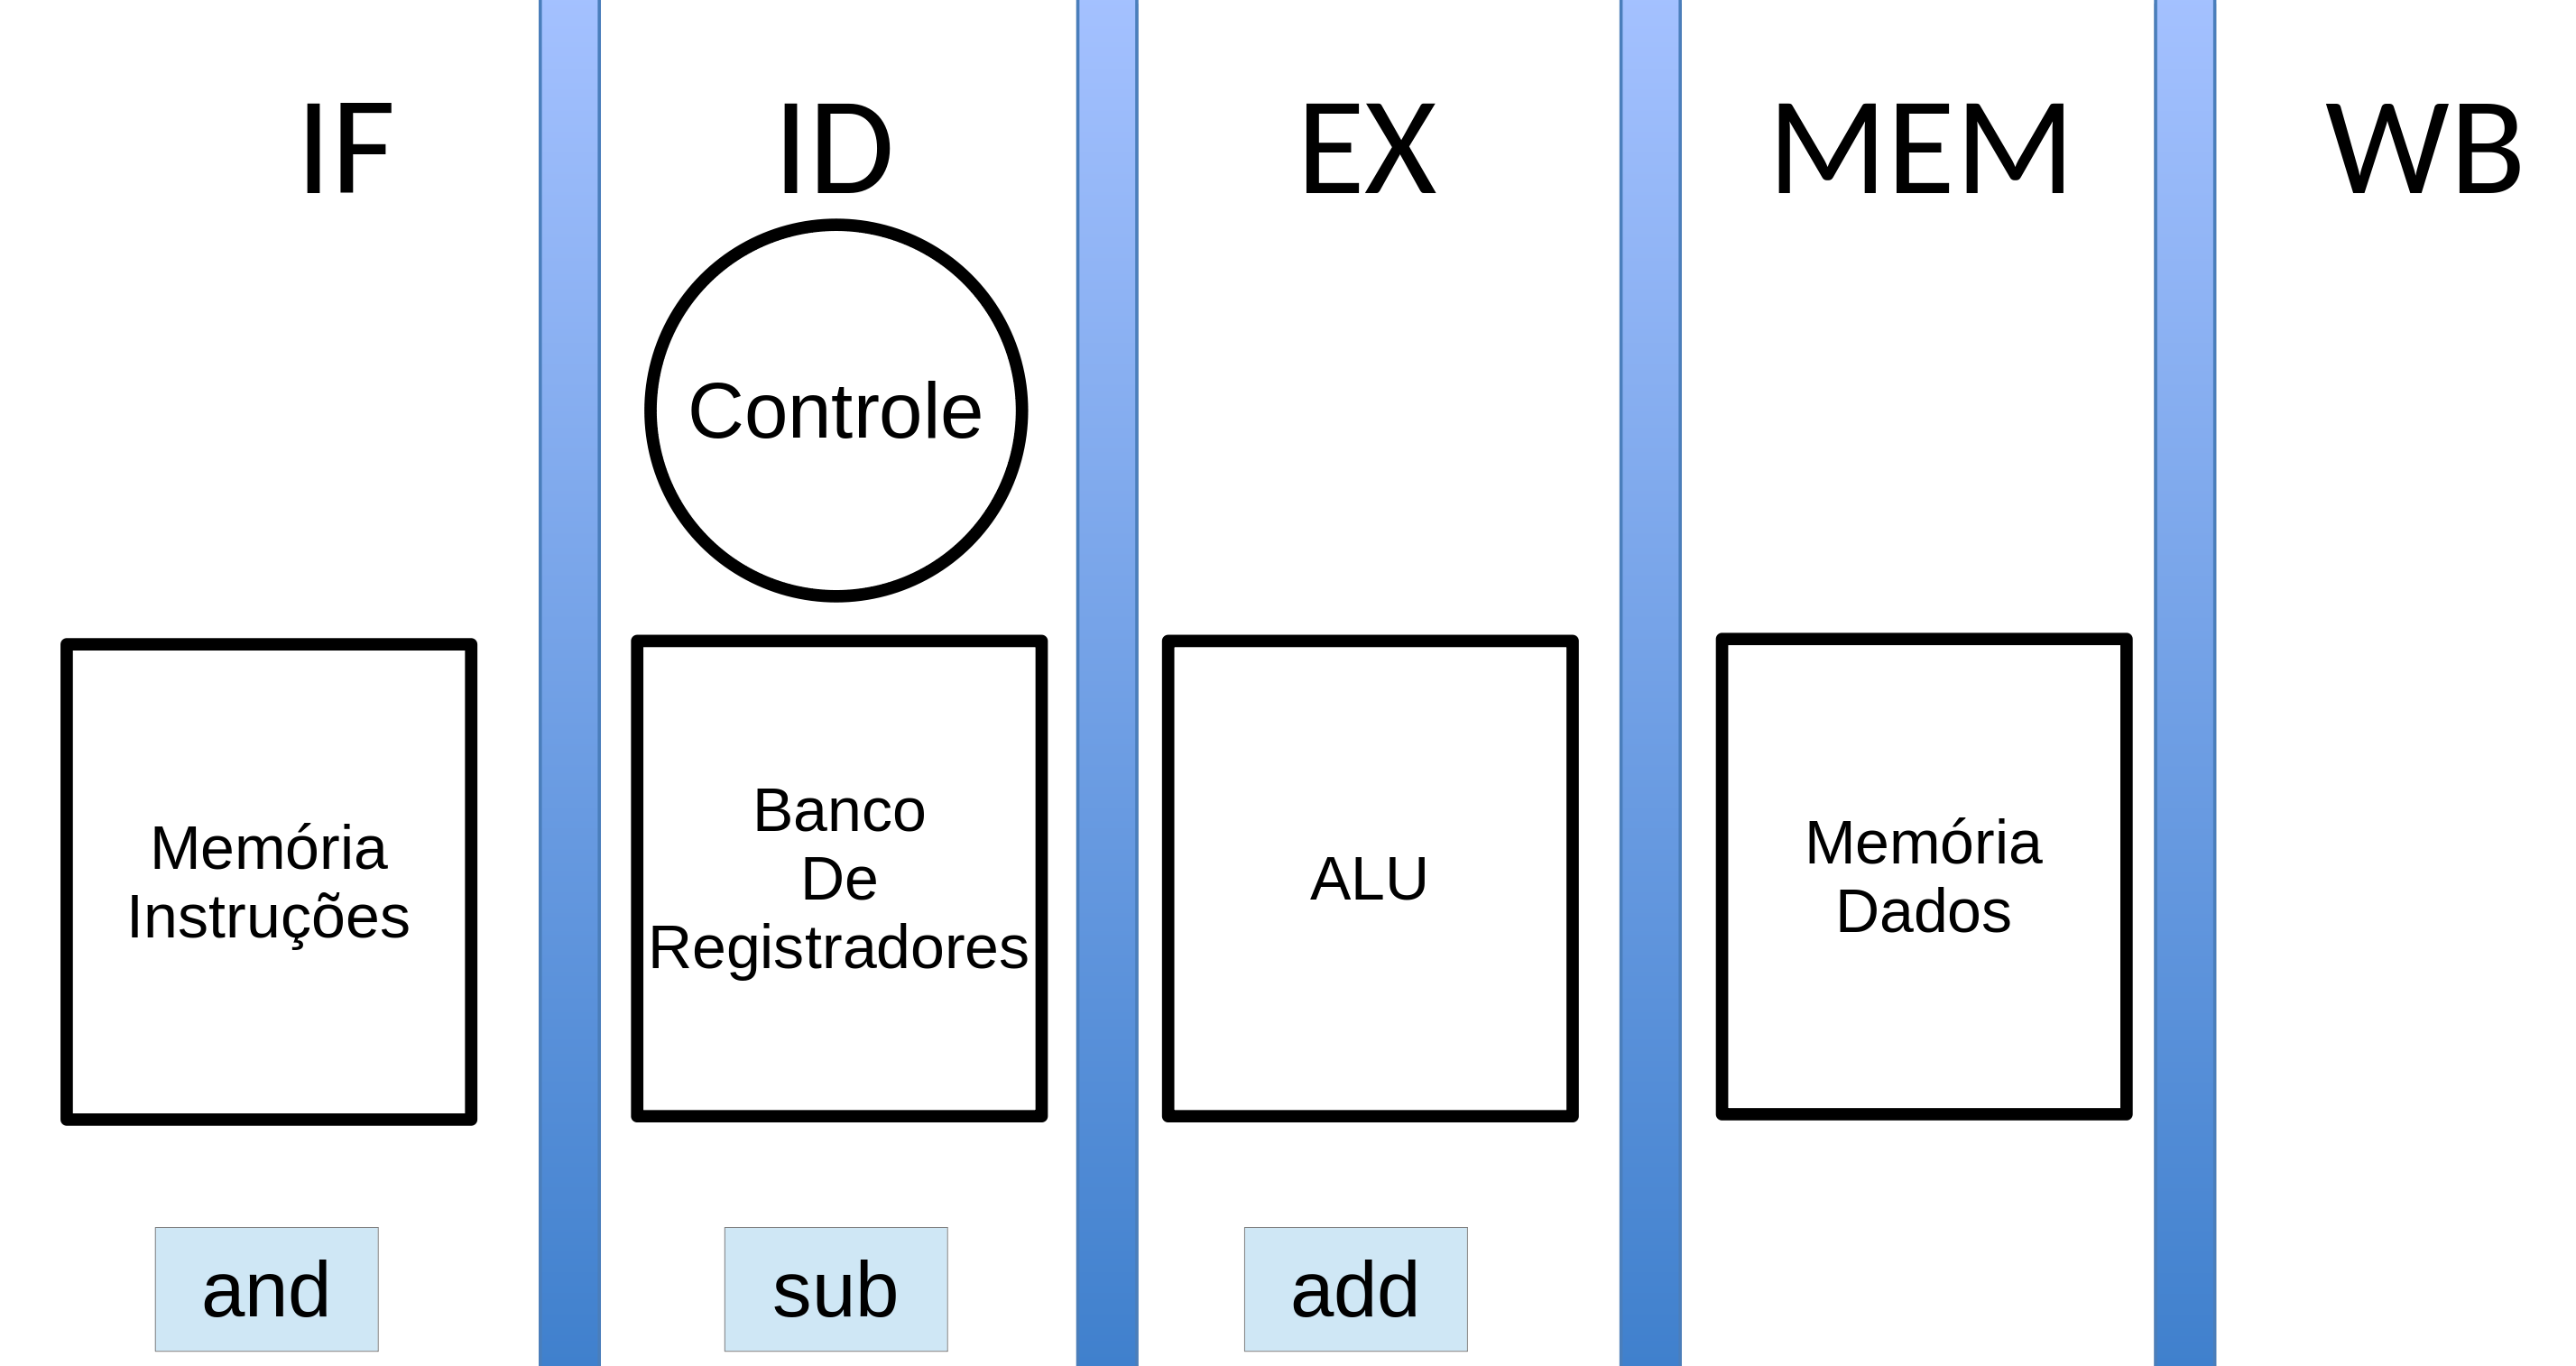 IF
ID
EX
MEM
WB
Controle
Memória
Instruções
Banco
De
Registradores
ALU
Memória
Dados
and
sub
add